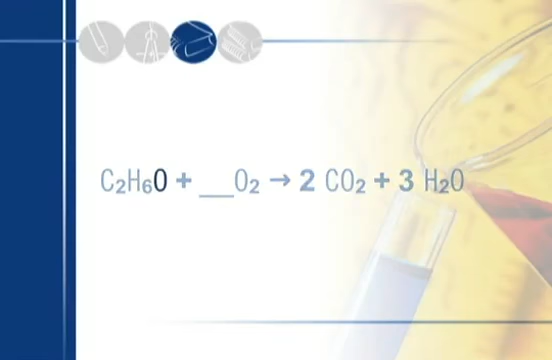 C₂H₆O + __O₂ → 2 CO₂ + 3 H₂O